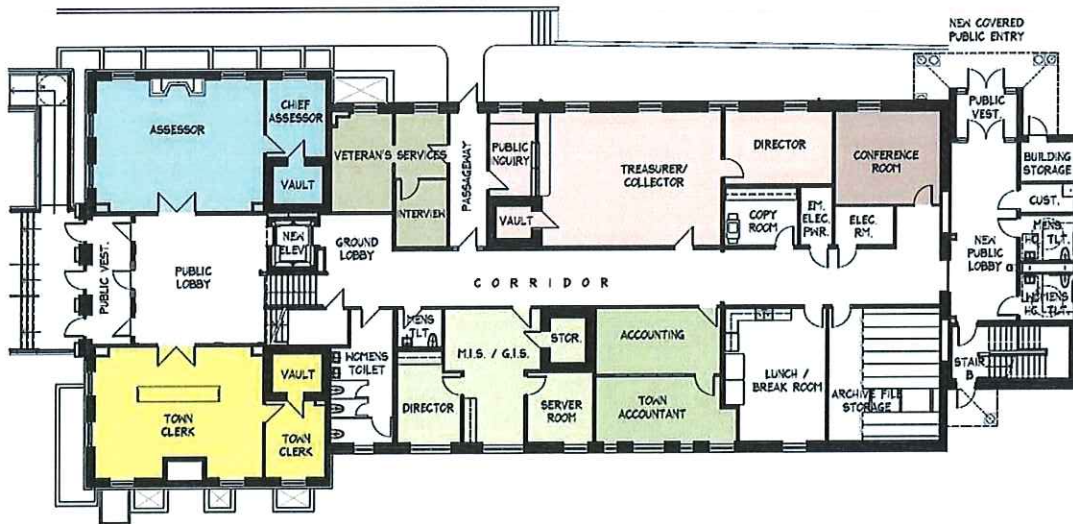 NEW COVERED
PUBLIC ENTRY
PUBLIC
VEST.
ASSESSOR
CHIEF
ASSESSOR
VAULT
VETERAN'S
SERVICES
INTERVIEW
PASSAGEWAY
PUBLIC
INQUIRY
VAULT
TREASURER/
COLLECTOR
DIRECTOR
CONFERENCE
ROOM
COPY
ROOM
EM.
ELEC.
PWR.
ELEC.
RM.
BUILDING
STORAGE
CUST.
MENS
HC. TLT.
WOMENS
HC. TLT.
NEW
PUBLIC
LOBBY
PUBLIC VEST.
PUBLIC
LOBBY
NEW
ELEV.
GROUND
LOBBY
CORRIDOR
TOWN
CLERK
VAULT
TOWN
CLERK
WOMENS
TOILET
MENS
TLT.
DIRECTOR
M.I.S. / G.I.S.
STOR.
SERVER
ROOM
ACCOUNTING
TOWN
ACCOUNTANT
LUNCH /
BREAK ROOM
ARCHIVE FILE
STORAGE
STAIR
B